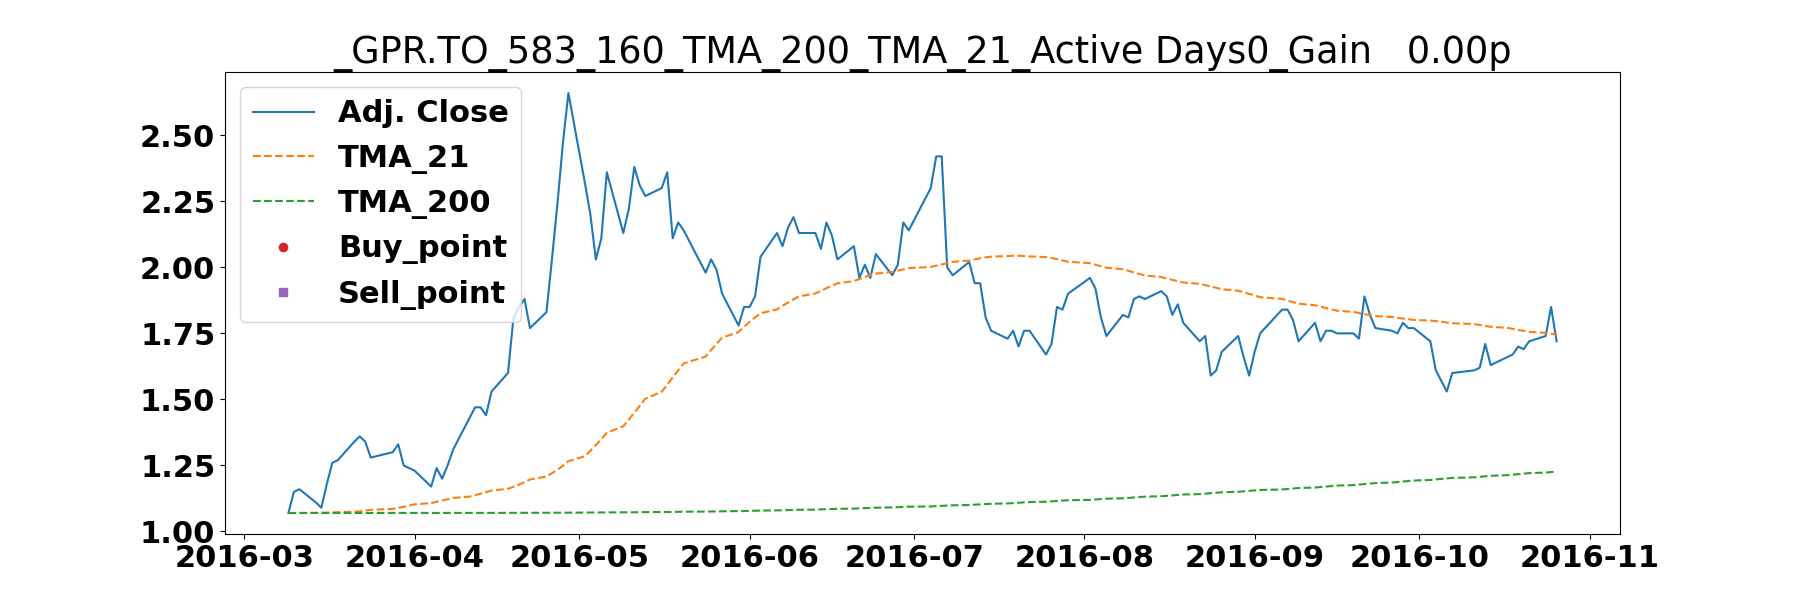 _GPR.TO_583_160_TMA_200_TMA_21_Active Days0_Gain   0.00p
Adj. Close
TMA_21
TMA_200
Buy_point
Sell_point
2.50
2.25
2.00
1.75
1.50
1.25
1.00
2016-03 2016-04 2016-05 2016-06 2016-07 2016-08 2016-09 2016-10 2016-11